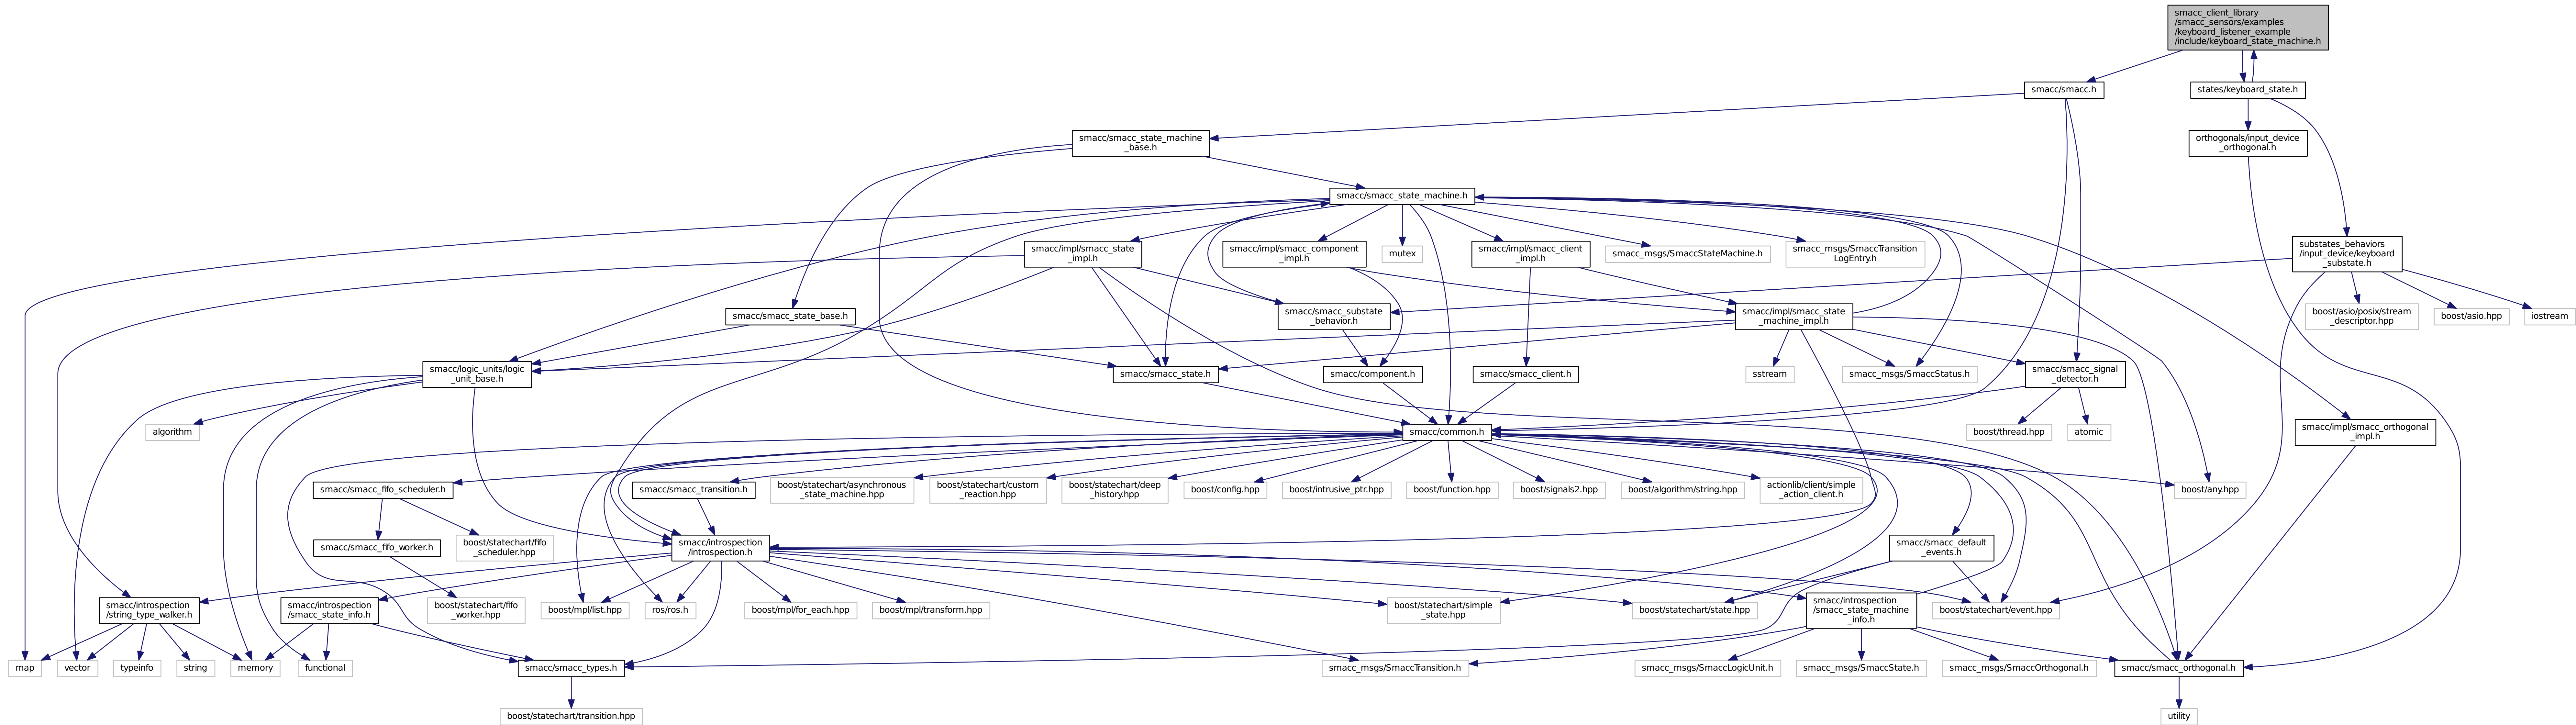 smacc_client_library
/smacc_sensors/examples
/keyboard_listener_example
/include/keyboard_state_machine.h
smacc/smacc.h
states/keyboard_state.h
smacc/smacc_state_machine
_base.h
orthogonals/input_device
_orthogonal.h
smacc/smacc_state_machine.h
smacc/impl/smacc_state
_impl.h
smacc/impl/smacc_component
_impl.h
mutex
smacc/impl/smacc_client
_impl.h
smacc_msgs/SmaccStateMachine.h
smacc_msgs/SmaccTransition
LogEntry.h
substates_behaviors
/input_device/keyboard
_substate.h
smacc/smacc_state_base.h
smacc/smacc_substate
_behavior.h
smacc/impl/smacc_state
_machine_impl.h
boost/asio/posix/stream
_descriptor.hpp
boost/asio.hpp
iostream
smacc/logic_units/logic
_unit_base.h
smacc/smacc_state.h
smacc/component.h
smacc/smacc_client.h
sstream
smacc_msgs/SmaccStatus.h
smacc/smacc_signal
_detector.h
algorithm
smacc/common.h
boost/thread.hpp
atomic
smacc/impl/smacc_orthogonal
_impl.h
smacc/smacc_fifo_scheduler.h
smacc/smacc_transition.h
boost/statechart/asynchronous
_state_machine.hpp
boost/statechart/custom
_reaction.hpp
boost/statechart/deep
_history.hpp
boost/config.hpp
boost/intrusive_ptr.hpp
boost/function.hpp
boost/signals2.hpp
boost/algorithm/string.hpp
actionlib/client/simple
_action_client.h
boost/any.hpp
smacc/smacc_fifo_worker.h
boost/statechart/fifo
_scheduler.hpp
smacc/introspection
/introspection.h
smacc/smacc_default
_events.h
smacc/introspection
/string_type_walker.h
smacc/introspection
/smacc_state_info.h
boost/statechart/fifo
_worker.hpp
boost/mpl/list.hpp
ros/ros.h
boost/mpl/for_each.hpp
boost/mpl/transform.hpp
boost/statechart/simple
_state.hpp
boost/statechart/state.hpp
smacc/introspection
/smacc_state_machine
_info.h
boost/statechart/event.hpp
map
vector
typeinfo
string
memory
functional
smacc/smacc_types.h
smacc_msgs/SmaccTransition.h
smacc_msgs/SmaccLogicUnit.h
smacc_msgs/SmaccState.h
smacc_msgs/SmaccOrthogonal.h
smacc/smacc_orthogonal.h
boost/statechart/transition.hpp
utility